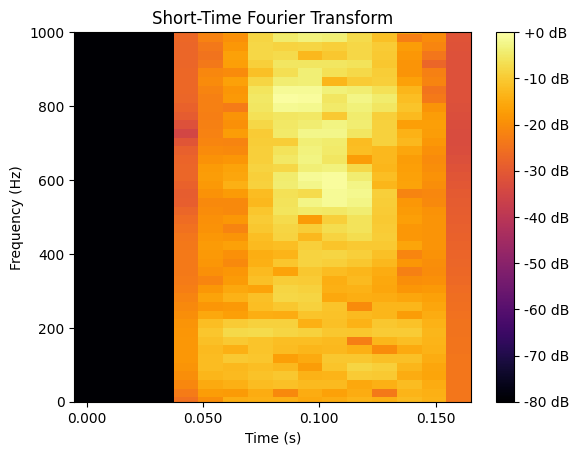 Short-Time Fourier Transform
1000
800
600
400
200
0
Frequency (Hz)
0.000
0.050
0.100
0.150
Time (s)
+0 dB
-10 dB
-20 dB
-30 dB
-40 dB
-50 dB
-60 dB
-70 dB
-80 dB